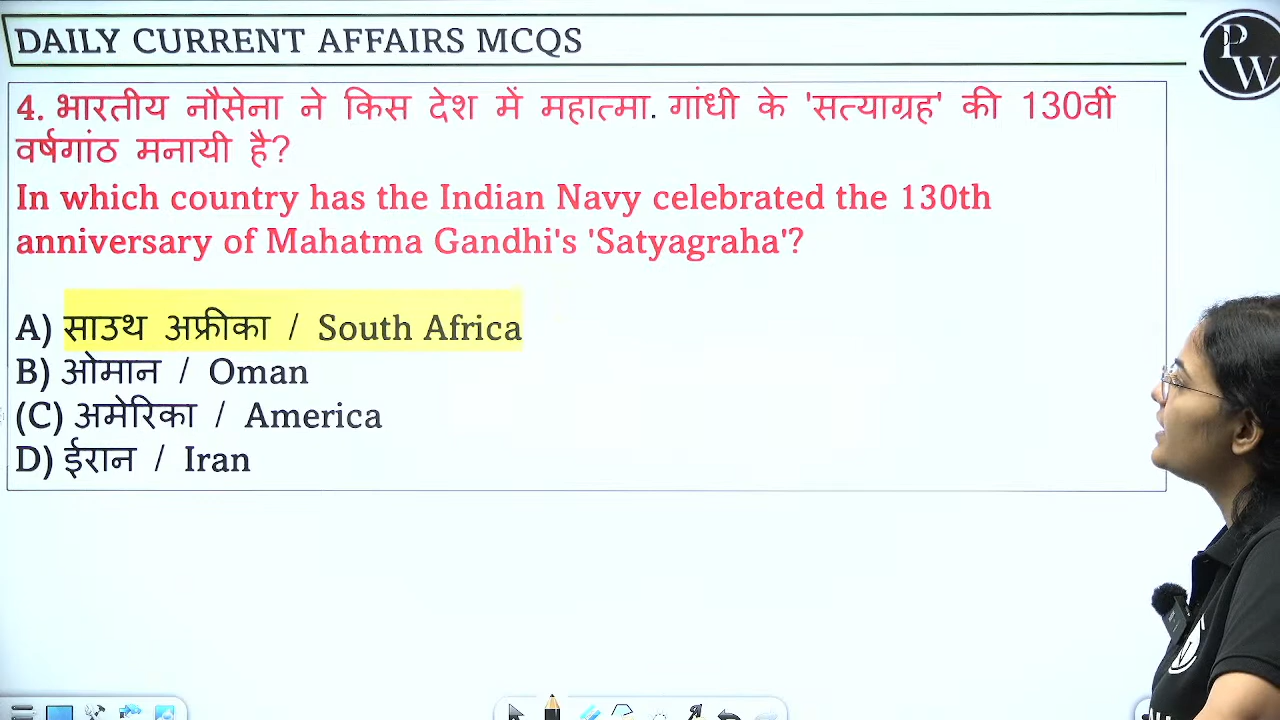 DAILY CURRENT AFFAIRS MCQS
PW
4. भारतीय नौसेना ने किस देश में महात्मा. गांधी के 'सत्याग्रह' की 130वीं
वर्षगांठ मनायी है?
In which country has the Indian Navy celebrated the 130th
anniversary of Mahatma Gandhi's 'Satyagraha'?
A) साउथ अफ्रीका / South Africa
B) ओमान / Oman
(C) अमेरिका / America
D) ईरान / Iran